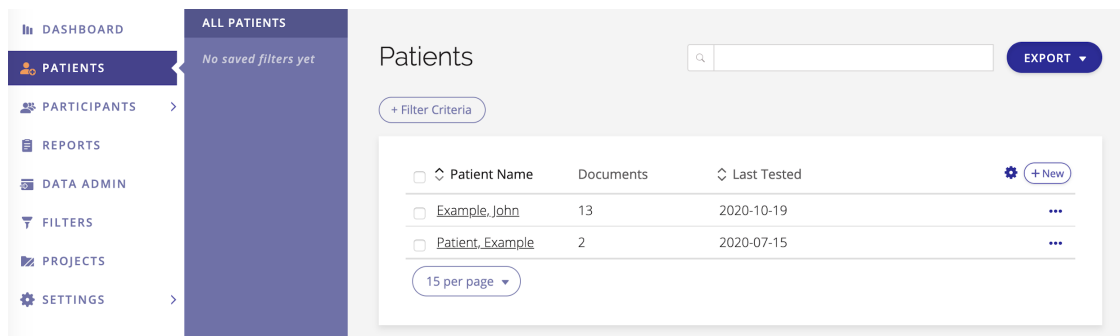 DASHBOARD
PATIENTS
PARTICIPANTS
REPORTS
DATA ADMIN
FILTERS
PROJECTS
SETTINGS
ALL PATIENTS
No saved filters yet
Patients
EXPORT
+ Filter Criteria
Patient Name Documents Last Tested + New
Example, John 13 2020-10-19
Patient, Example 2 2020-07-15
15 per page